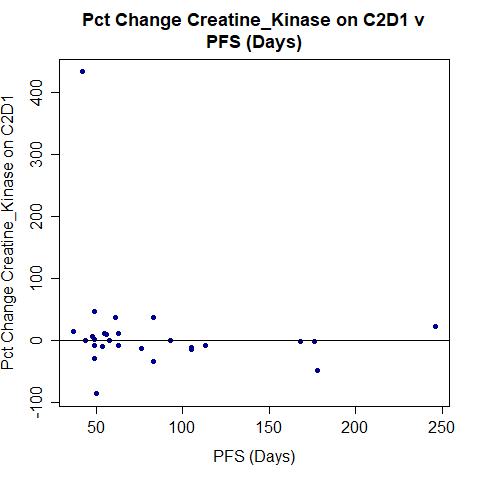 Pct Change Creatine_Kinase on C2D1 v
PFS (Days)
Pct Change Creatine_Kinase on C2D1
400
300
200
100
0
-100
50
100
150
200
250
PFS (Days)